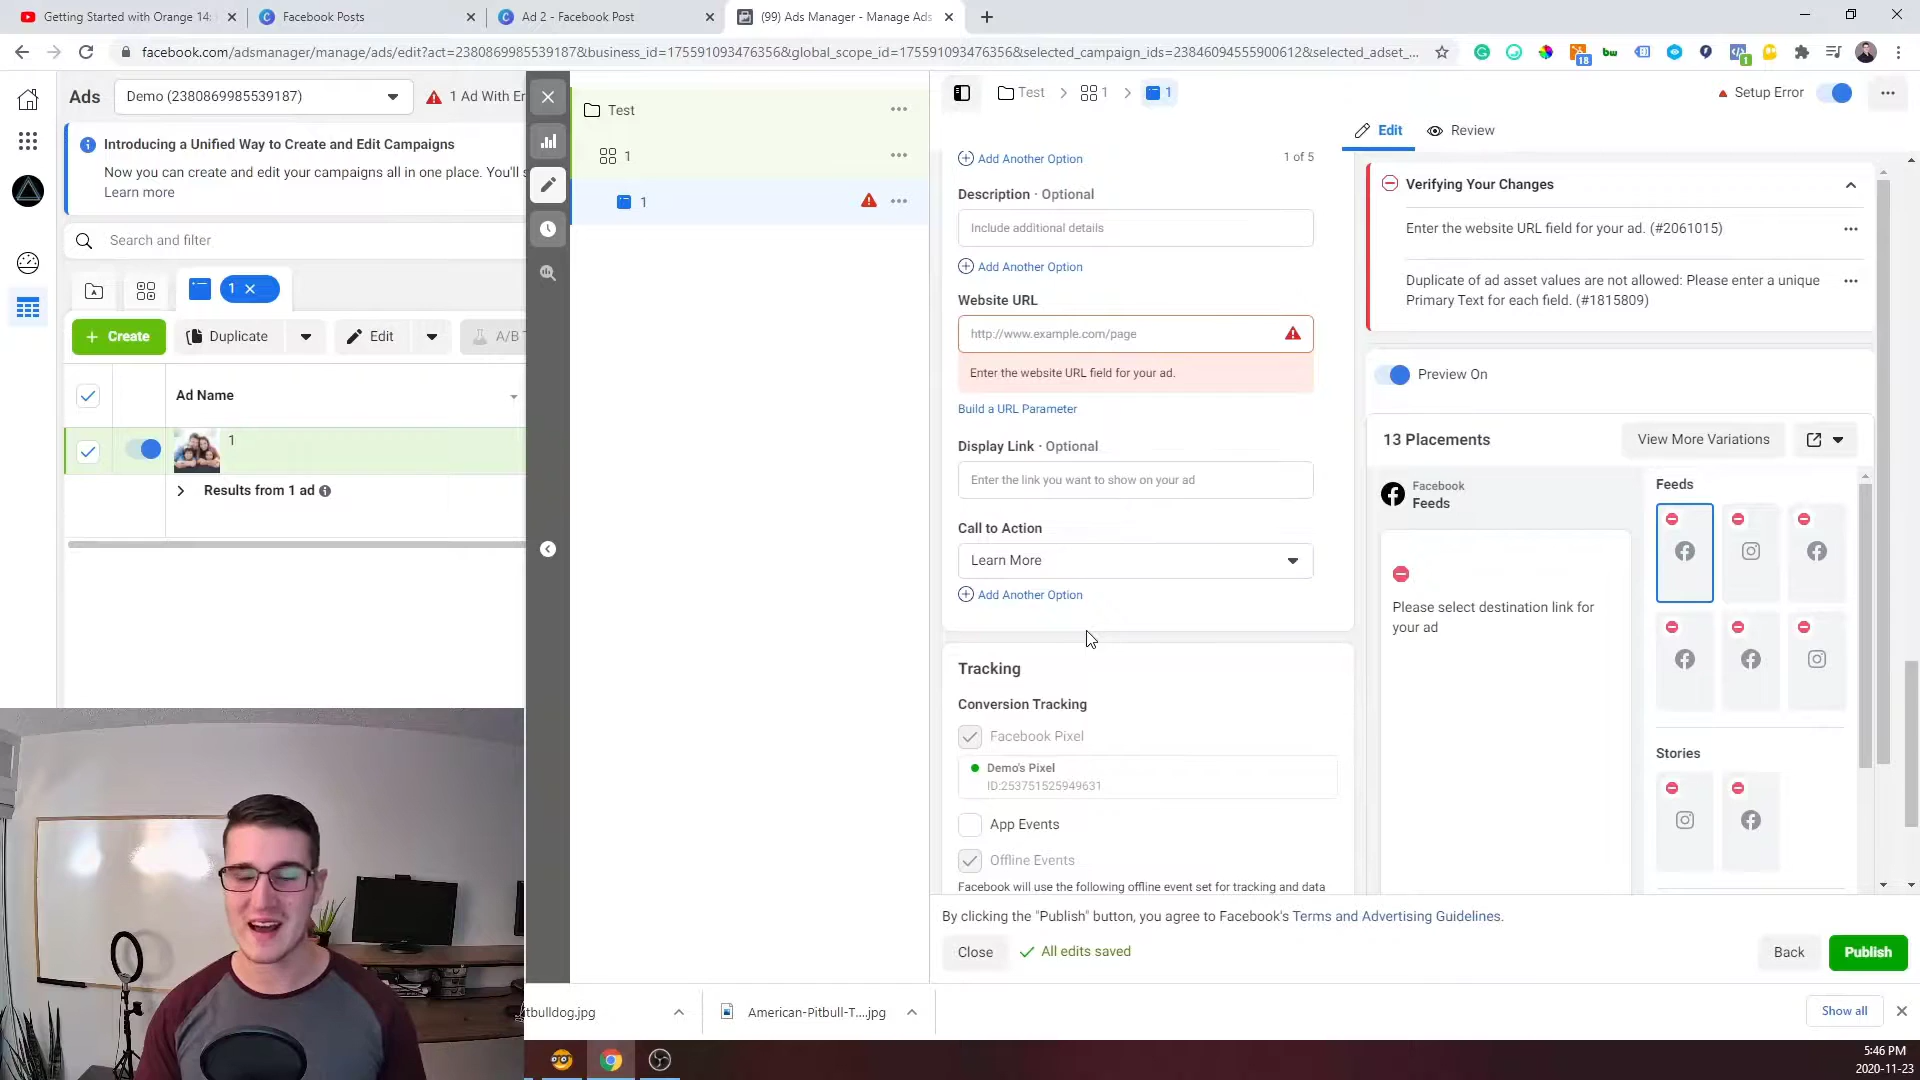 Getting Started with Orange 14:
Facebook Posts
Ad 2 - Facebook Post
(99) Ads Manager - Manage Ads
facebook.com/adsmanager/manage/ads/edit?act=2380869985539187&business_id=175591093476356&global_scope_id=175591093476356&selected_campaign_ids=23846094555900612&selected_adset_...
18
1
Ads
Demo (2380869985539187)
1 Ad With Er
Introducing a Unified Way to Create and Edit Campaigns
Now you can create and edit your campaigns all in one place. You'll s
Learn more
Search and filter
1
Create
Duplicate
Edit
A/B T
Ad Name
1
Results from 1 ad
Test
1
1
Test
1
1
Setup Error
Edit
Review
Add Another Option
1 of 5
Description · Optional
Include additional details
Add Another Option
Website URL
http://www.example.com/page
Enter the website URL field for your ad.
Build a URL Parameter
Display Link · Optional
Enter the link you want to show on your ad
Call to Action
Learn More
Add Another Option
Tracking
Conversion Tracking
Facebook Pixel
Demo's Pixel
ID:253751525949631
App Events
Offline Events
Facebook will use the following offline event set for tracking and data
Verifying Your Changes
Enter the website URL field for your ad. (#2061015)
Duplicate of ad asset values are not allowed: Please enter a unique
Primary Text for each field. (#1815809)
Preview On
13 Placements
View More Variations
Facebook
Feeds
Please select destination link for
your ad
Feeds
Stories
By clicking the "Publish" button, you agree to Facebook's Terms and Advertising Guidelines.
Close
All edits saved
Back
Publish
tbulldog.jpg
American-Pitbull-T....jpg
Show all
5:46 PM
2020-11-23